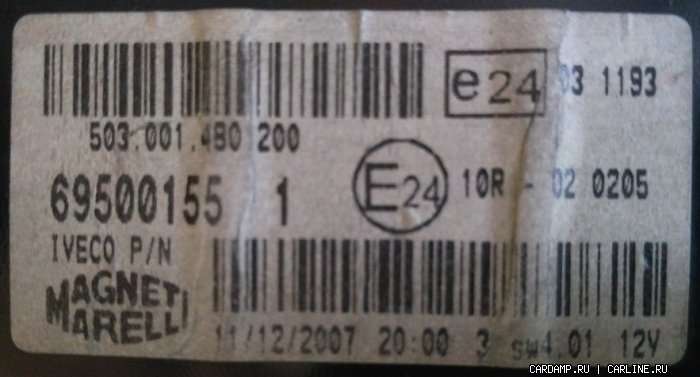 e24 03 1193
503.001.480 200
69500155 1 E24 10R - 02 0205
IVECO P/N
MAGNETI
MARELLI
11/12/2007 20:00 3 sw4.01 12V
CARDAMP.RU | CARLINE.RU